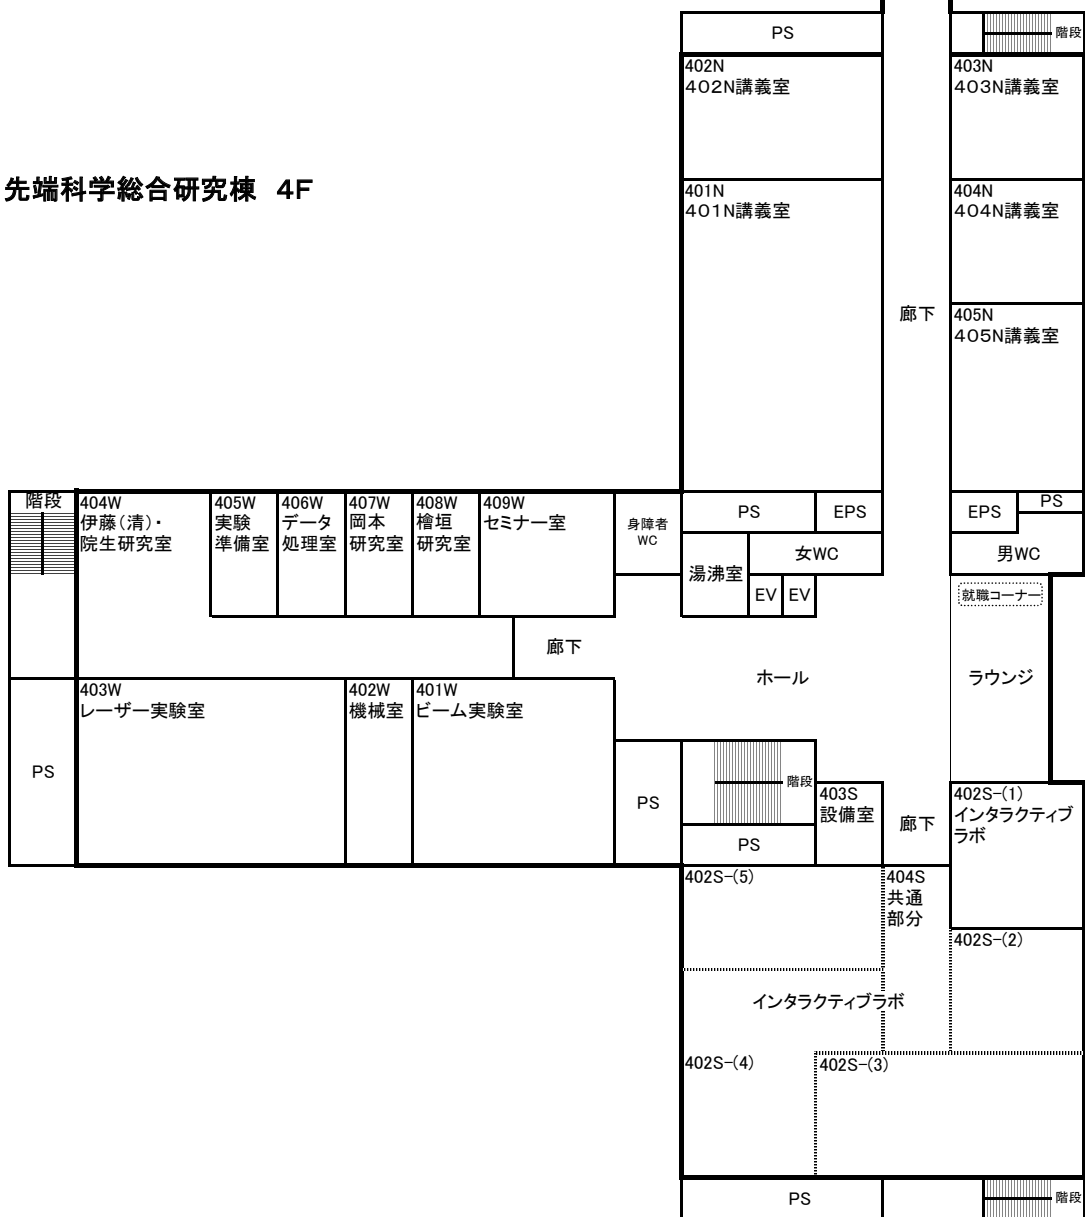 PS
階段
402N
402N講義室
403N
403N講義室
先端科学総合研究棟 4F
401N
401N講義室
404N
404N講義室
廊下
405N
405N講義室
階段
404W
伊藤(清)・
院生研究室
405W
実験
準備室
406W
データ
処理室
407W
岡本
研究室
408W
檜垣
研究室
409W
セミナー室
身障者
WC
PS
EPS
EPS
PS
湯沸室
女WC
男WC
EV
EV
就職コーナー
廊下
ホール
ラウンジ
403W
レーザー実験室
402W
機械室
401W
ビーム実験室
PS
PS
階段
PS
403S
設備室
廊下
402S-(1)
インタラクティブ
ラボ
402S-(5)
404S
共通
部分
402S-(2)
インタラクティブラボ
402S-(4)
402S-(3)
PS
階段